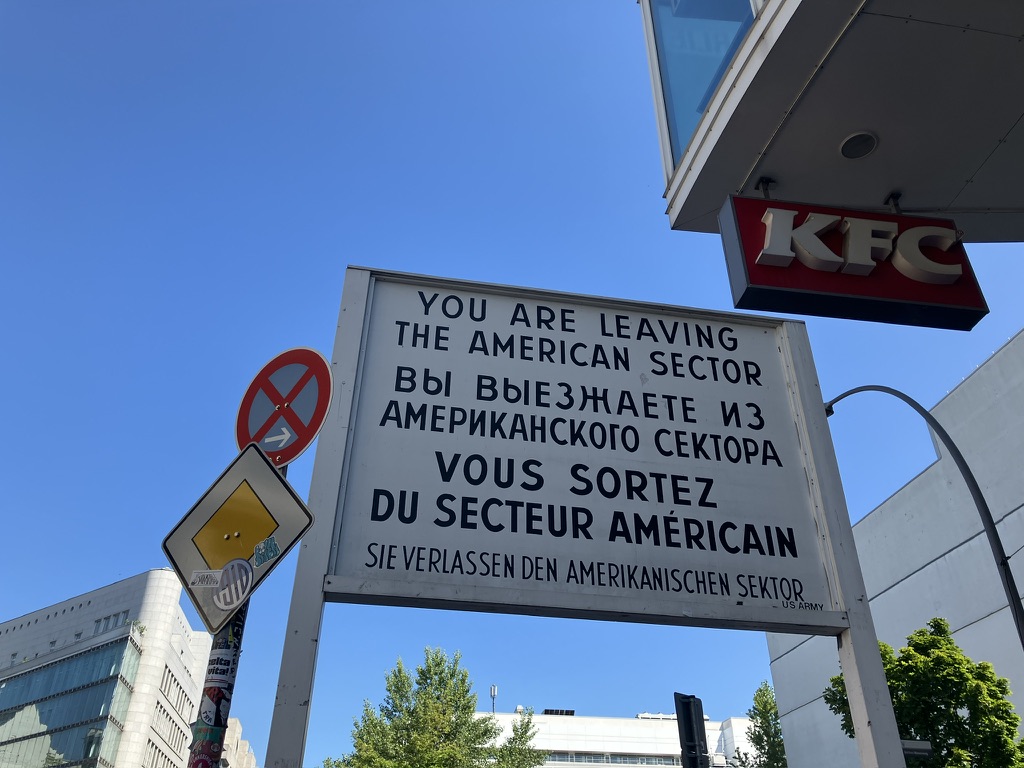 KFC
YOU ARE LEAVING
THE AMERICAN SECTOR
ВЫ ВЫЕЗЖАЕТЕ ИЗ
АМЕРИКАНСКОГО СЕКТОРА
VOUS SORTEZ
DU SECTEUR AMÉRICAIN
SIE VERLASSEN DEN AMERIKANISCHEN SEKTOR
US ARMY